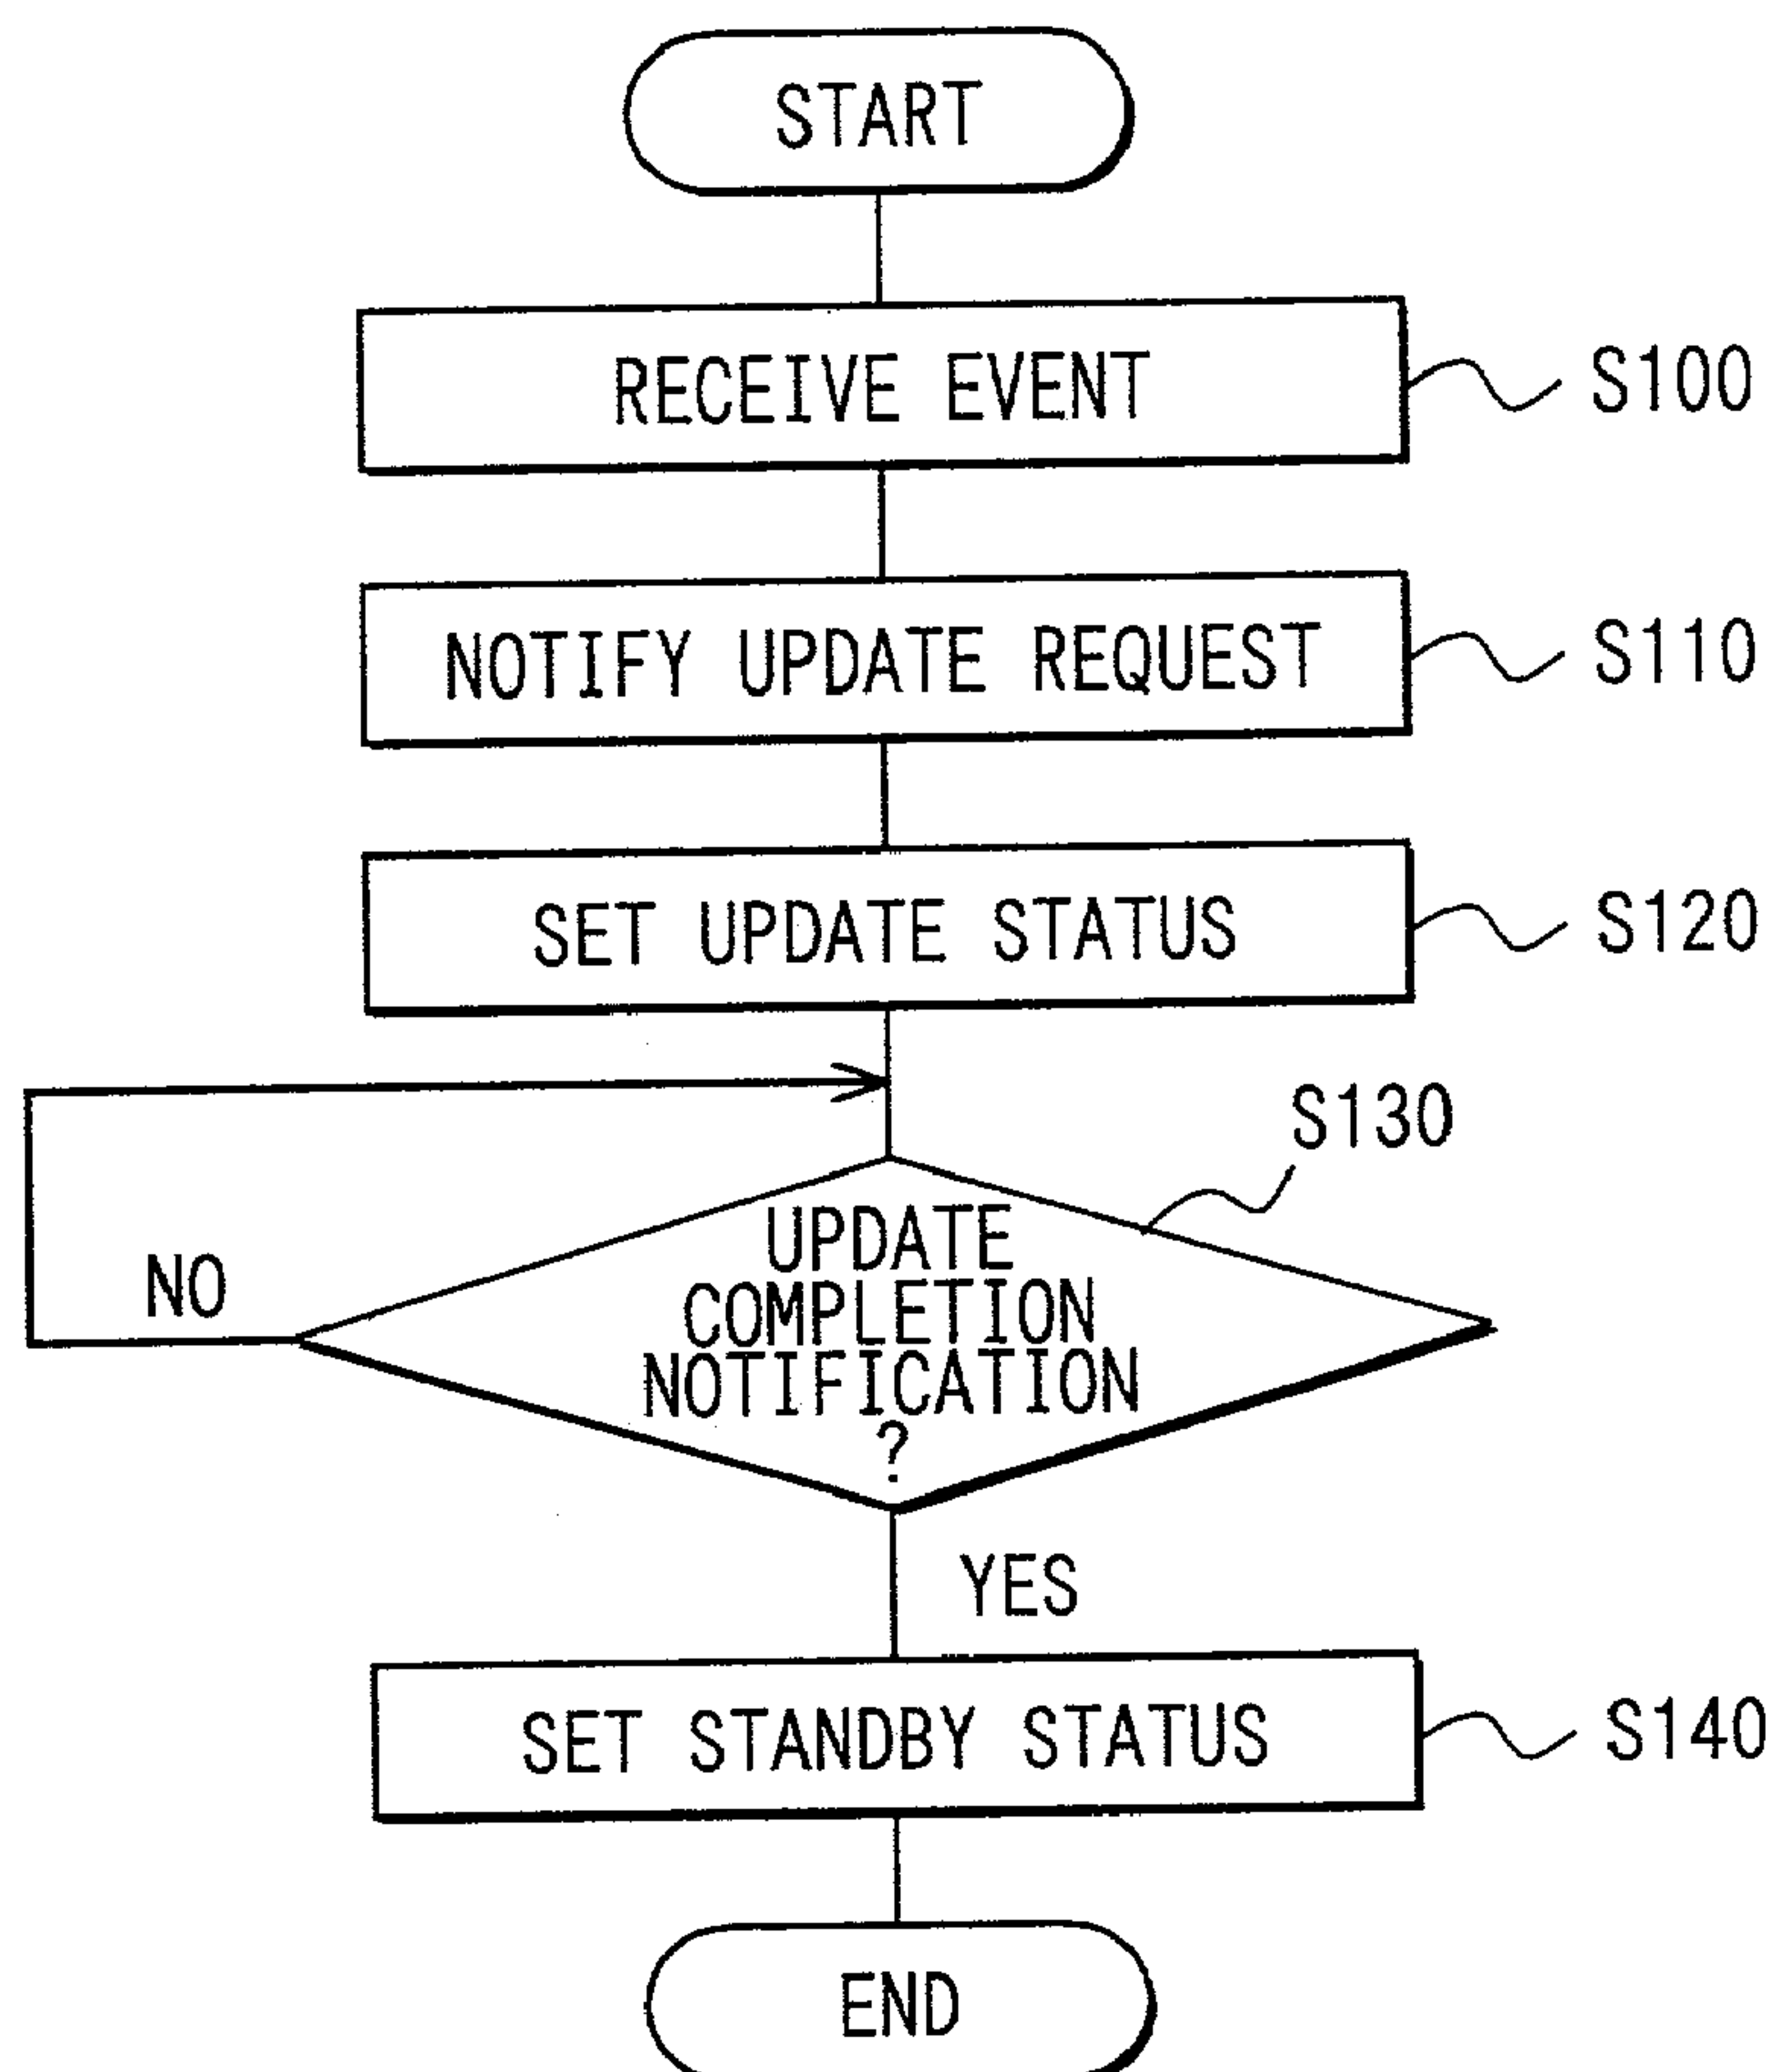 START
RECEIVE EVENT
S100
NOTIFY UPDATE REQUEST
S110
SET UPDATE STATUS
S120
S130
UPDATE
COMPLETION
NOTIFICATION
?
NO
YES
SET STANDBY STATUS
S140
END